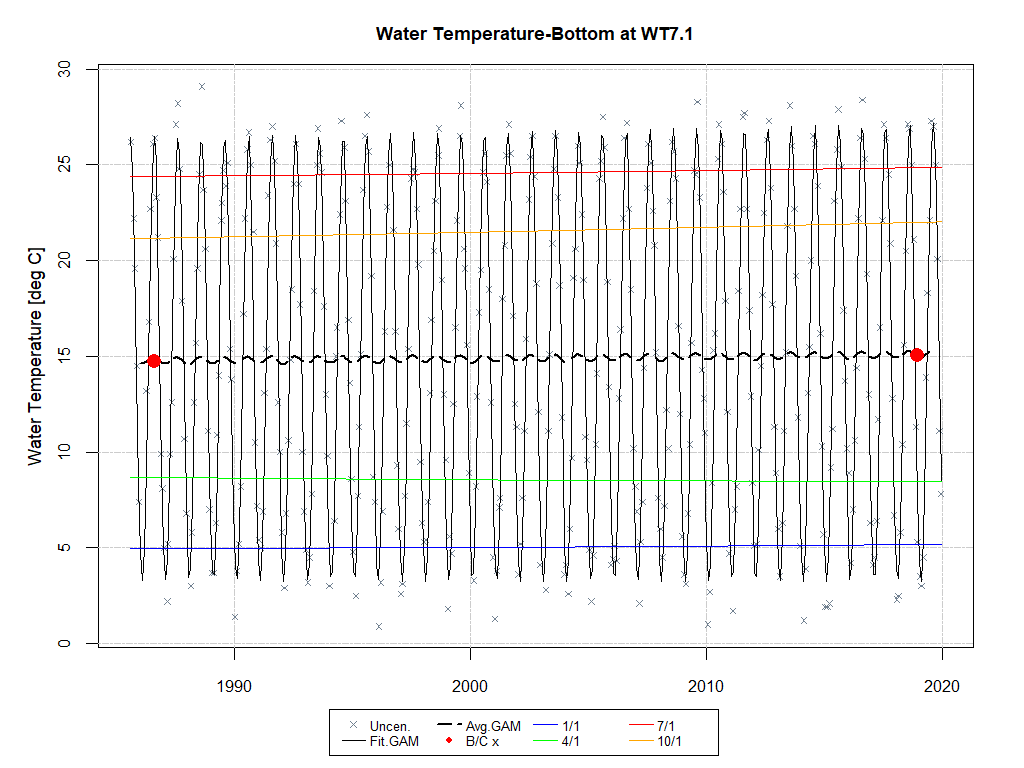 Water Temperature-Bottom at WT7.1
Water Temperature [deg C]
30
25
20
15
10
5
0
1990 2000 2010 2020
Uncen. Avg.GAM 1/1 7/1
Fit.GAM B/C x 4/1 10/1